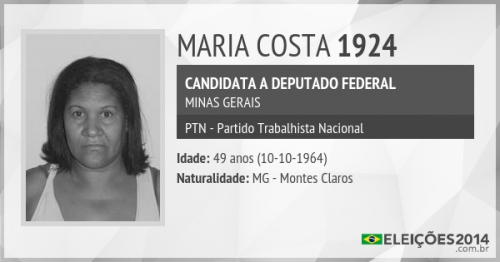 MARIA COSTA 1924
CANDIDATA A DEPUTADO FEDERAL
MINAS GERAIS
PTN - Partido Trabalhista Nacional
Idade: 49 anos (10-10-1964)
Naturalidade: MG - Montes Claros
ELEIÇÕES2014
.com.br